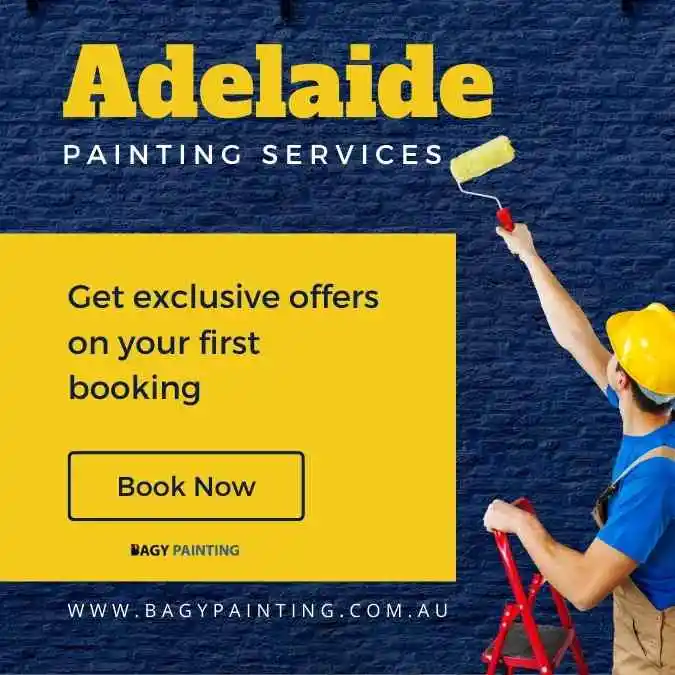 Adelaide
PAINTING SERVICES
Get exclusive offers
on your first
booking
Book Now
BAGY PAINTING
WWW.BAGYPAINTING.COM.AU